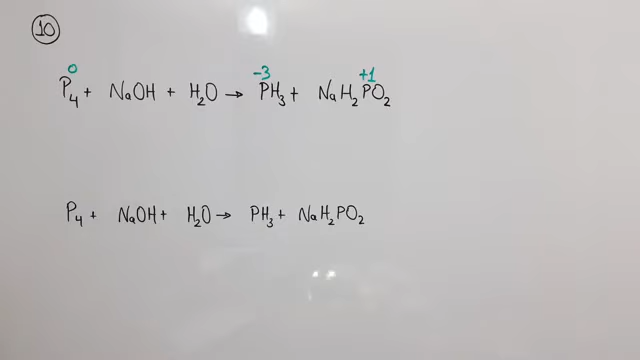 10
0 -3 +1
P4 + NaOH + H2O → PH3 + NaH2PO2
P4 + NaOH + H2O → PH3 + NaH2PO2